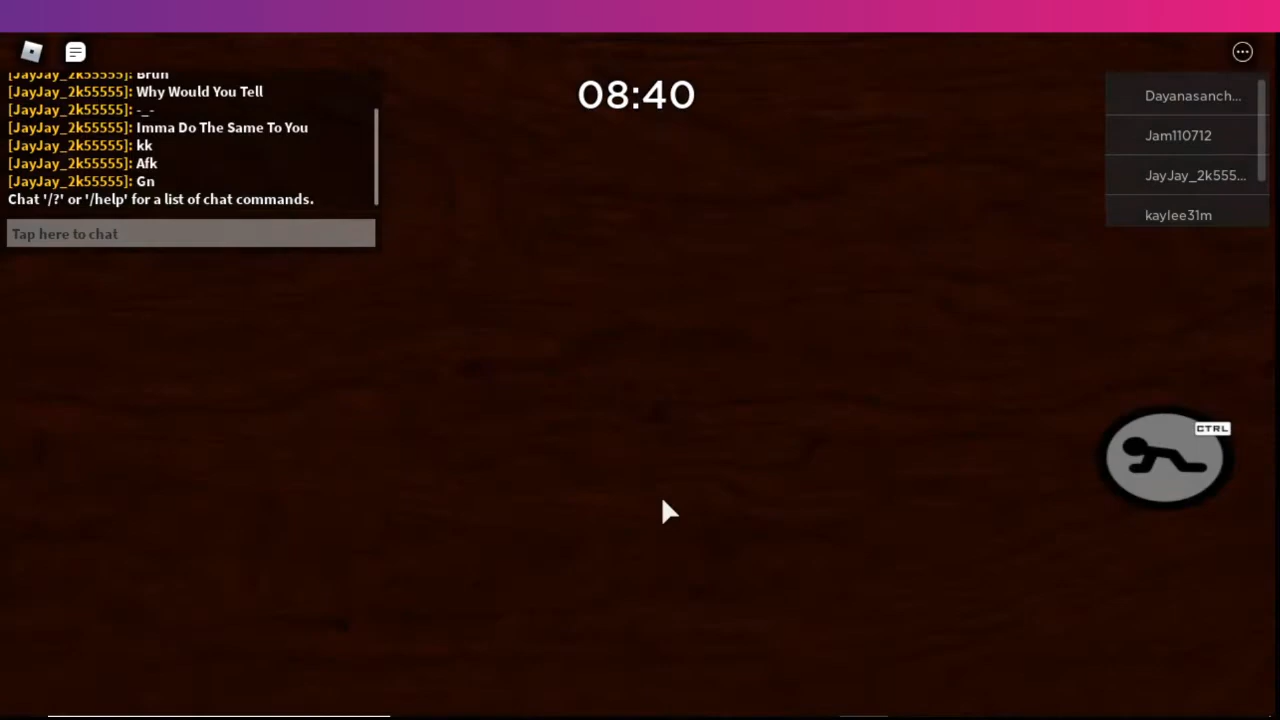 [JayJay_2k55555]: Bruh
[JayJay_2k55555]: Why Would You Tell
[JayJay_2k55555]: -_-
[JayJay_2k55555]: Imma Do The Same To You
[JayJay_2k55555]: kk
[JayJay_2k55555]: Afk
[JayJay_2k55555]: Gn
Chat '/?' or '/help' for a list of chat commands.
Tap here to chat
08:40
Dayanasanch...
Jam110712
JayJay_2k555...
kaylee31m
CTRL